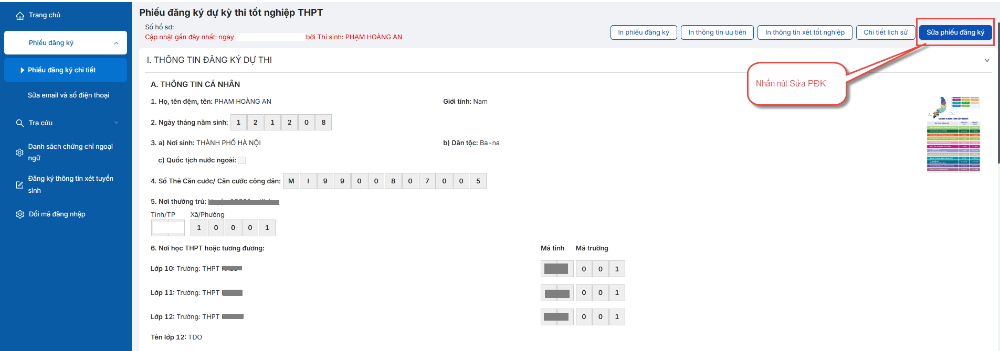 Trang chủ
Phiếu đăng ký
Phiếu đăng ký chi tiết
Sửa email và số điện thoại
Tra cứu
Danh sách chứng chỉ ngoại
ngữ
Đăng ký thông tin xét tuyển
sinh
Đổi mã đăng nhập
Phiếu đăng ký dự kỳ thi tốt nghiệp THPT
Số hồ sơ:
Cập nhật gần đây nhất: ngày bởi Thí sinh: PHẠM HOÀNG AN
In phiếu đăng ký
In thông tin ưu tiên
In thông tin xét tốt nghiệp
Chi tiết lịch sử
Sửa phiếu đăng ký
I. THÔNG TIN ĐĂNG KÝ DỰ THI
Nhấn nút Sửa PĐK
A. THÔNG TIN CÁ NHÂN
1. Họ, tên đệm, tên: PHẠM HOÀNG AN
Giới tính: Nam
2. Ngày tháng năm sinh: 1 2 1 2 0 8
3. a) Nơi sinh: THÀNH PHỐ HÀ NỘI
b) Dân tộc: Ba-na
c) Quốc tịch nước ngoài:
4. Số Thẻ Căn cước/ Căn cước công dân: M I 9 9 0 0 8 0 7 0 0 5
5. Nơi thường trú:
Tỉnh/TP Xã/Phường
1 0 0 0 1
6. Nơi học THPT hoặc tương đương:
Mã tỉnh Mã trường
Lớp 10: Trường: THPT
0 0 1
Lớp 11: Trường: THPT
0 0 1
Lớp 12: Trường: THPT
0 0 1
Tên lớp 12: TDO